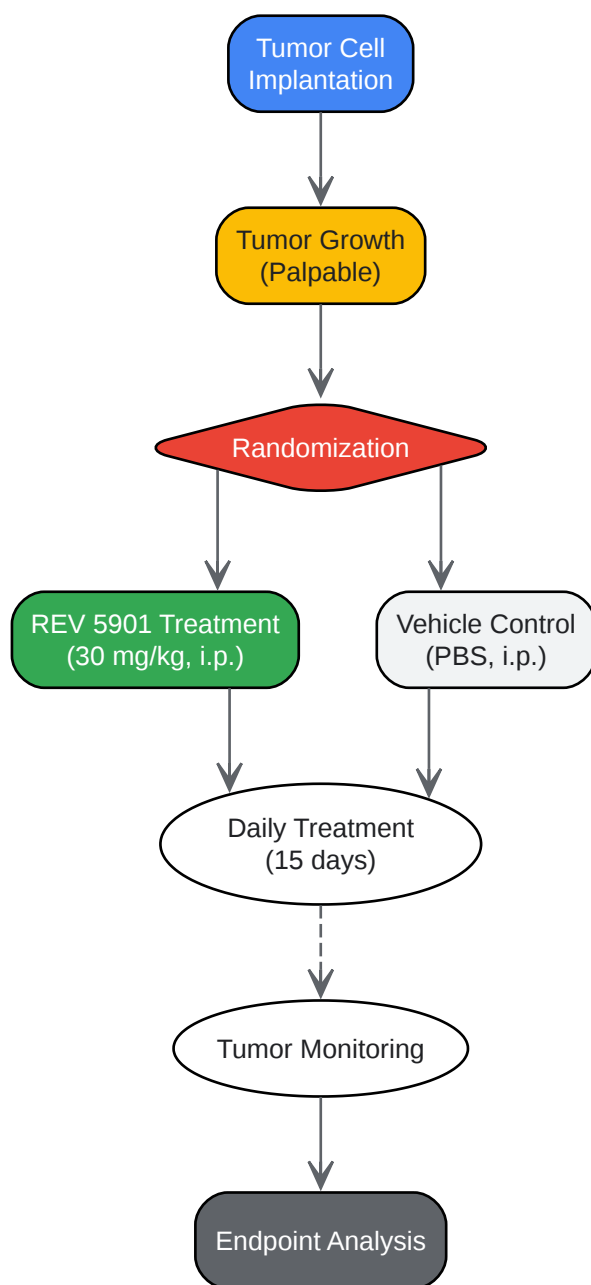 Tumor Cell
Implantation
Tumor Growth
(Palpable)
Randomization
REV 5901 Treatment
(30 mg/kg, i.p.)
Vehicle Control
(PBS, i.p.)
Daily Treatment
(15 days)
Tumor Monitoring
Endpoint Analysis